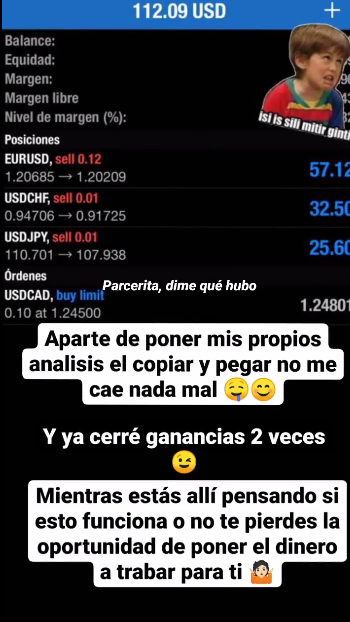 112.09 USD
Balance:
Equidad:
Margen:
Margen libre
Nivel de margen (%):
isi is sili mitir ginti
Posiciones
EURUSD, sell 0.12
1.20685 → 1.20209
57.12
USDCHF, sell 0.01
0.94706 → 0.91725
32.50
USDJPY, sell 0.01
110.701 → 107.938
25.60
Órdenes
Parcerita, dime qué hubo
USDCAD, buy limit
0.10 at 1.24500
1.24801
Aparte de poner mis propios
analisis el copiar y pegar no me
cae nada mal 🤤😊
Y ya cerré ganancias 2 veces
😉
Mientras estás allí pensando si
esto funciona o no te pierdes la
oportunidad de poner el dinero
a trabar para ti 🤷🏻